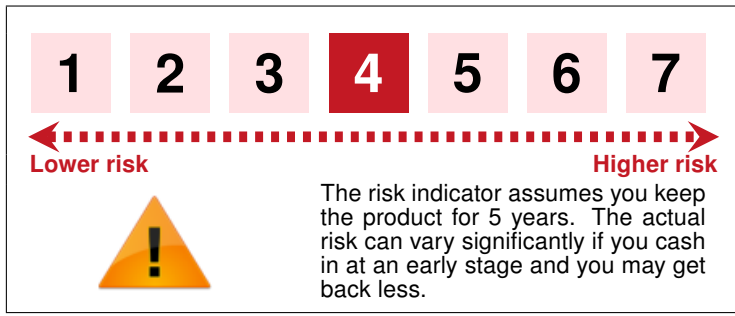 1 2 3 4 5 6 7
Lower risk Higher risk
The risk indicator assumes you keep
the product for 5 years. The actual
risk can vary significantly if you cash
in at an early stage and you may get
back less.